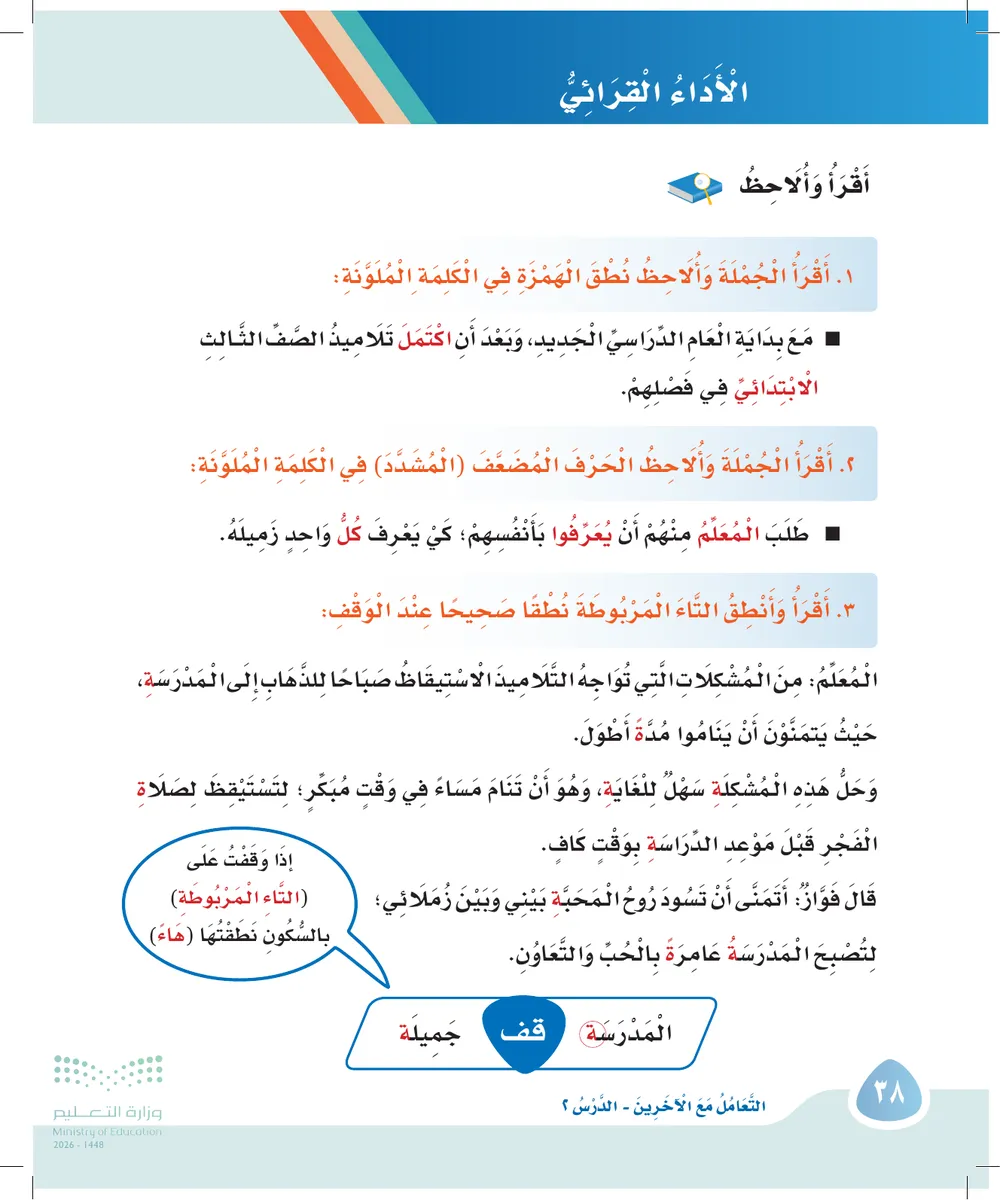 الْأَدَاءُ الْقِرَائِيُّ
أَقْرَأُ وَأُلَاحِظُ
١. أَقْرَأُ الْجُمْلَةَ وَأُلَاحِظُ نُطْقَ الْهَمْزَةِ فِي الْكَلِمَةِ الْمُلَوَّنَةِ:
■ مَعَ بِدَايَةِ الْعَامِ الدِّرَاسِيِّ الْجَدِيدِ، وَبَعْدَ أَنِ اكْتَمَلَ تَلَامِيذُ الصَّفِّ الثَّالِثِ
الْابْتِدَائِيِّ فِي فَصْلِهِمْ.
٢. أَقْرَأُ الْجُمْلَةَ وَأُلَاحِظُ الْحَرْفَ الْمُضَعَّفَ (الْمُشَدَّدَ) فِي الْكَلِمَةِ الْمُلَوَّنَةِ:
■ طَلَبَ الْمُعَلِّمُ مِنْهُمْ أَنْ يُعَرِّفُوا بَأَنْفُسِهِمْ؛ كَيْ يَعْرِفَ كُلُّ وَاحِدٍ زَمِيلَهُ.
٣. أَقْرَأُ وَأَنْطِقُ التَّاءَ الْمَرْبُوطَةَ نُطْقًا صَحِيحًا عِنْدَ الْوَقْفِ:
الْمُعَلِّمُ: مِنَ الْمُشْكِلَاتِ الَّتِي تُوَاجِهُ التَّلَامِيذَ الْاسْتِيقَاظُ صَبَاحًا لِلذَّهَابِ إِلَى الْمَدْرَسَةِ،
حَيْثُ يَتَمَنَّوْنَ أَنْ يَنَامُوا مُدَّةً أَطْوَلَ.
وَحَلُّ هَذِهِ الْمُشْكِلَةِ سَهْلٌ لِلْغَايَةِ، وَهُوَ أَنْ تَنَامَ مَسَاءً فِي وَقْتٍ مُبَكِّرٍ؛ لِتَسْتَيْقِظَ لِصَلَاةِ
الْفَجْرِ قَبْلَ مَوْعِدِ الدِّرَاسَةِ بِوَقْتٍ كَافٍ.
قَالَ فَوَّازٌ: أَتَمَنَّى أَنْ تَسُودَ رُوحُ الْمَحَبَّةِ بَيْنِي وَبَيْنَ زُمَلَائِي؛
لِتُصْبِحَ الْمَدْرَسَةُ عَامِرَةً بِالْحُبِّ وَالتَّعَاوُنِ.
إِذَا وَقَفْتُ عَلَى
(التَّاءِ الْمَرْبُوطَةِ)
بالسُّكُونِ نَطَقْتُهَا (هَاءً)
الْمَدْرَسَة قف جَمِيلَة
٣٨
التَّعَامُلُ مَعَ الْآخَرِينَ - الدَّرْسُ ٢
وزارة التعليم
Ministry of Education
2026 - 1448